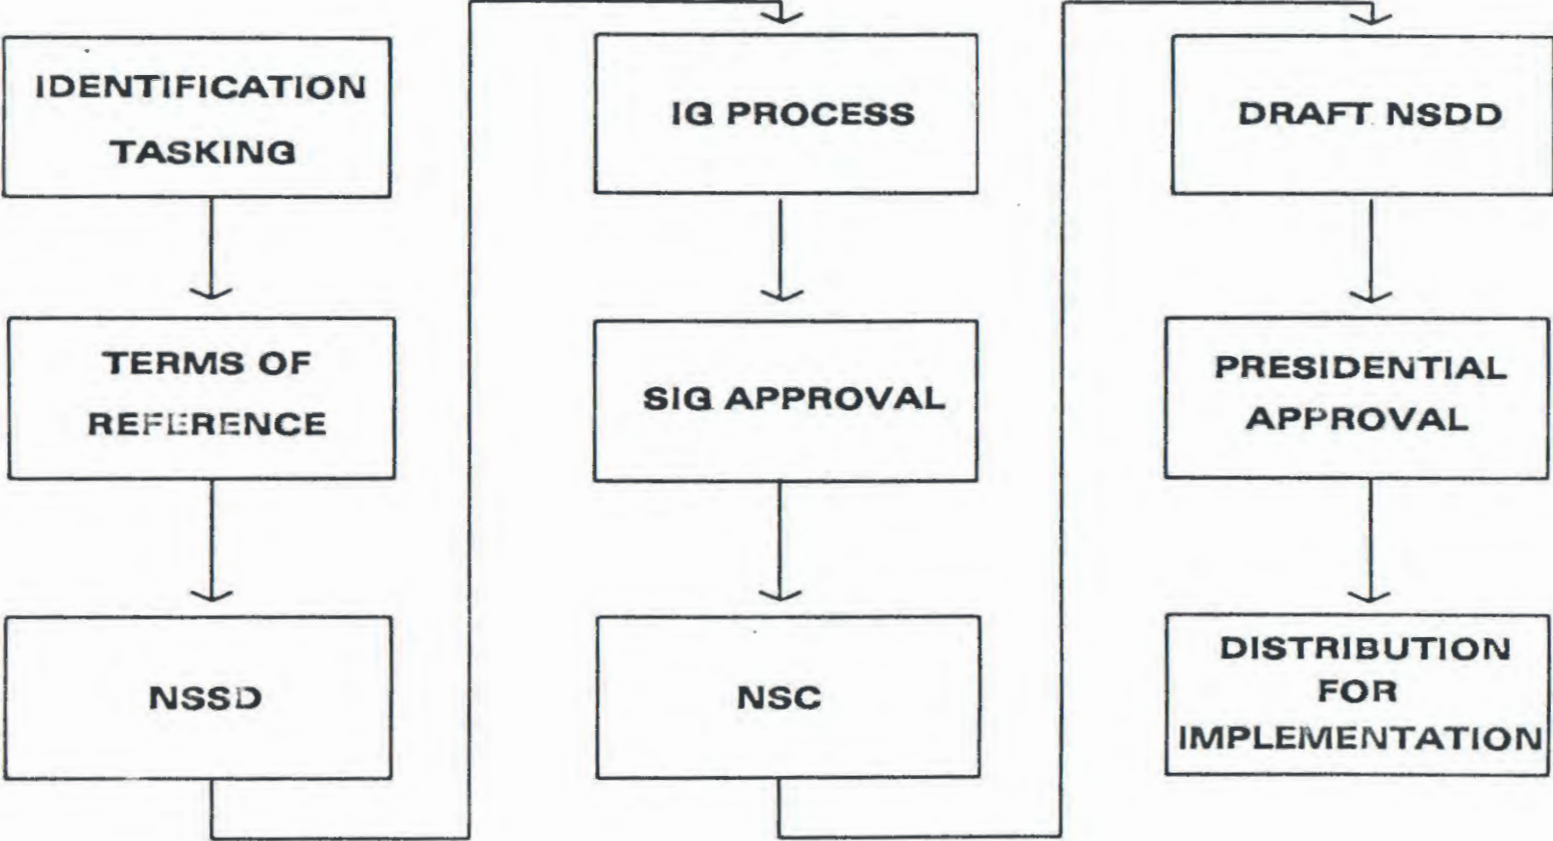 IDENTIFICATION
TASKING
TERMS OF
REFERENCE
NSSD
IG PROCESS
SIG APPROVAL
NSC
DRAFT NSDD
PRESIDENTIAL
APPROVAL
DISTRIBUTION
FOR
IMPLEMENTATION